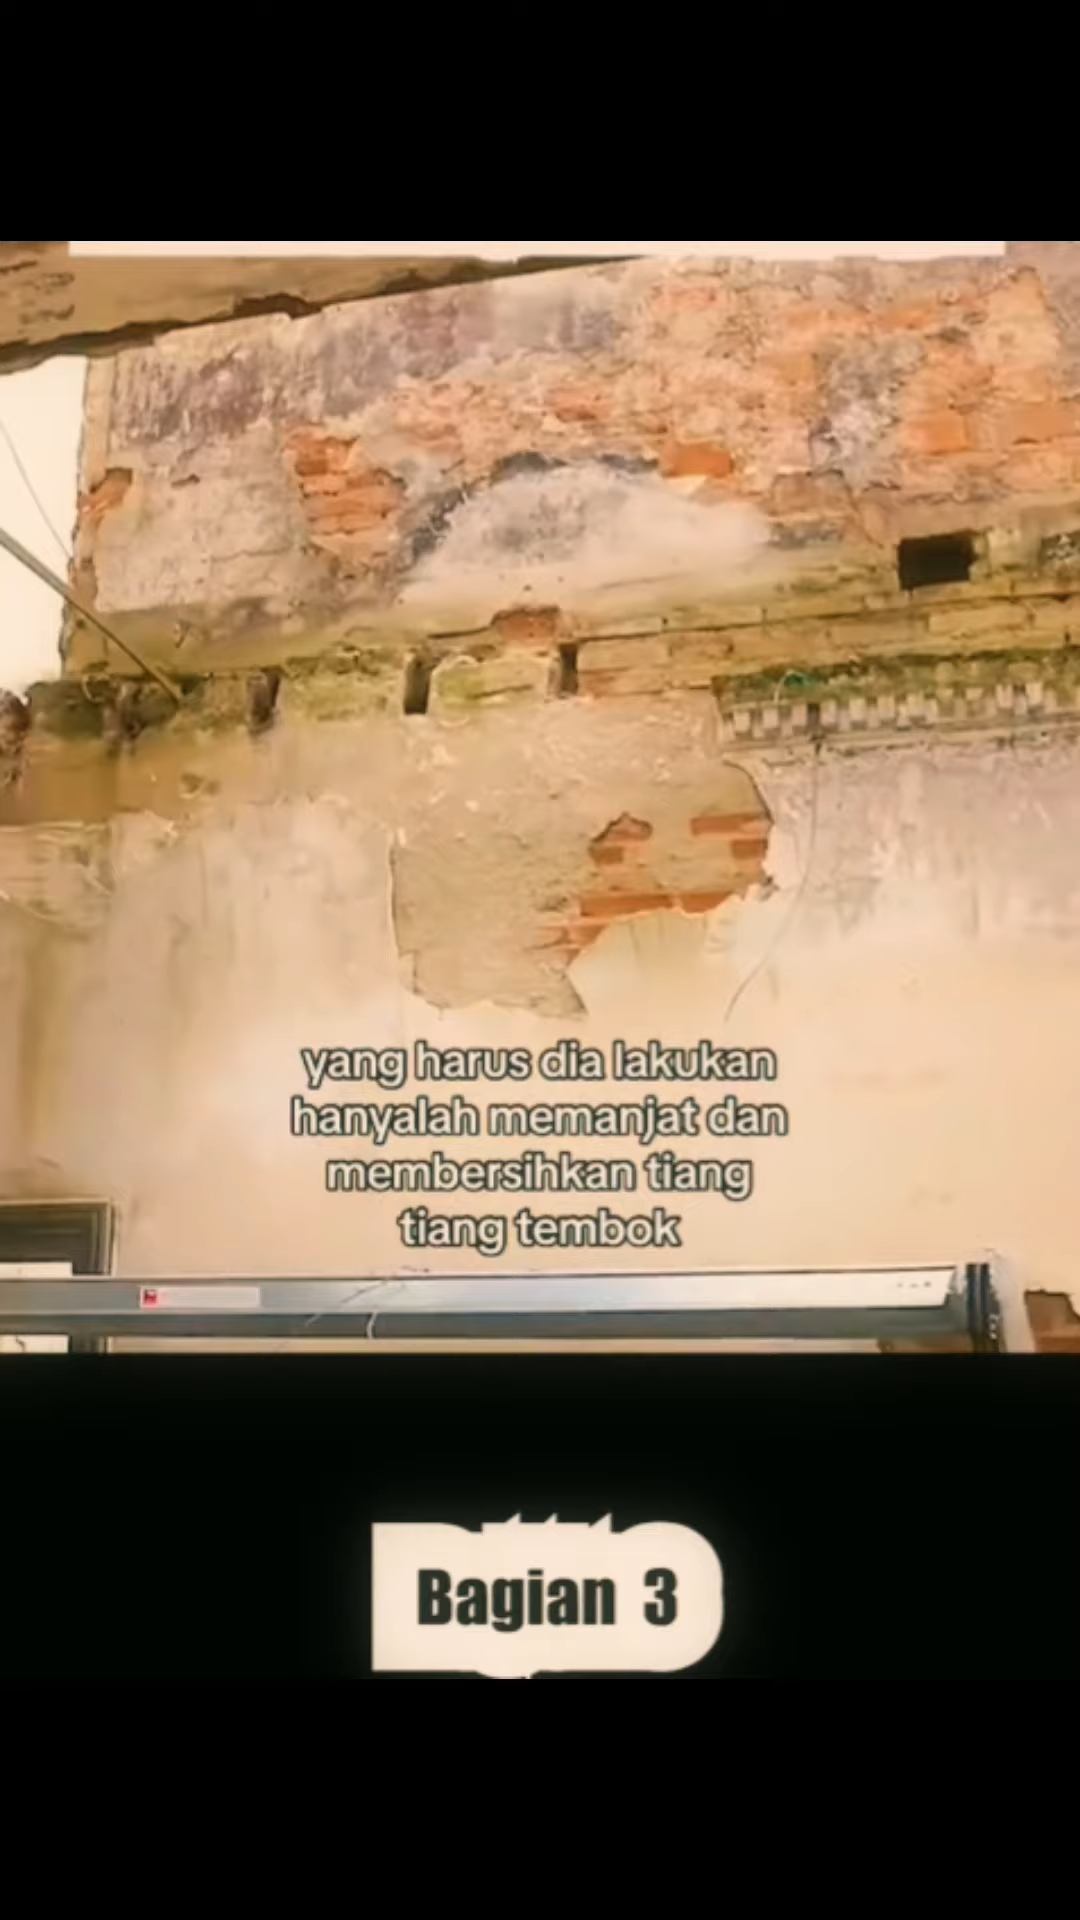 yang harus dia lakukan
hanyalah memanjat dan
membersihkan tiang
tiang tembok
Bagian 3